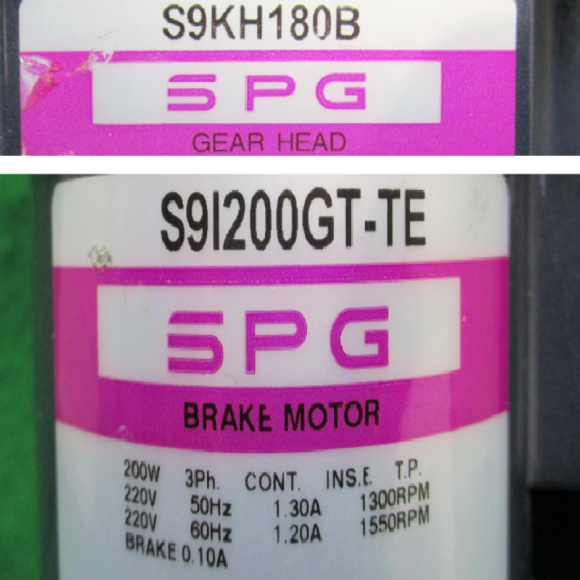 S9KH180B
SPG
GEAR HEAD
S9I200GT-TE
SPG
BRAKE MOTOR
200W 3Ph. CONT. INS.E. T.P.
220V 50Hz 1.30A 1300RPM
220V 60Hz 1.20A 1550RPM
BRAKE 0.10A